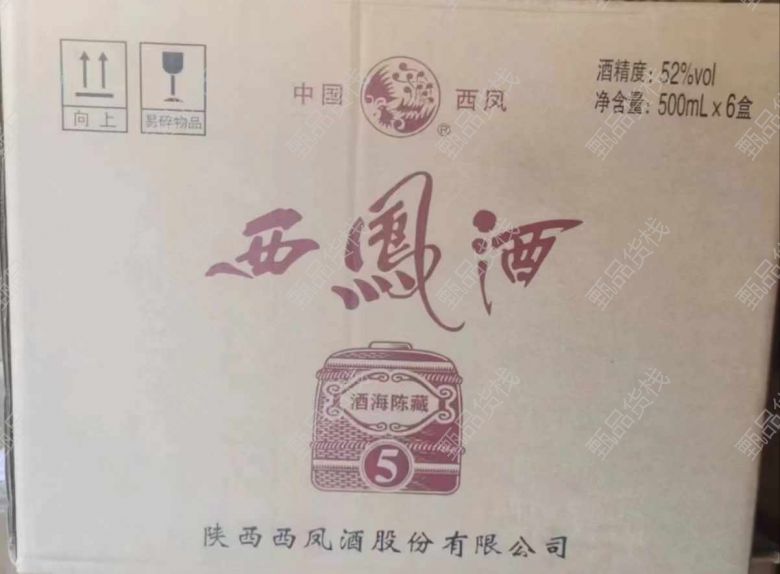 向上
易碎物品
中国 西凤
®
酒精度：52%vol
净含量：500mL x 6盒
西鳳酒
酒海陈藏
5
陕西西凤酒股份有限公司
甄品货栈